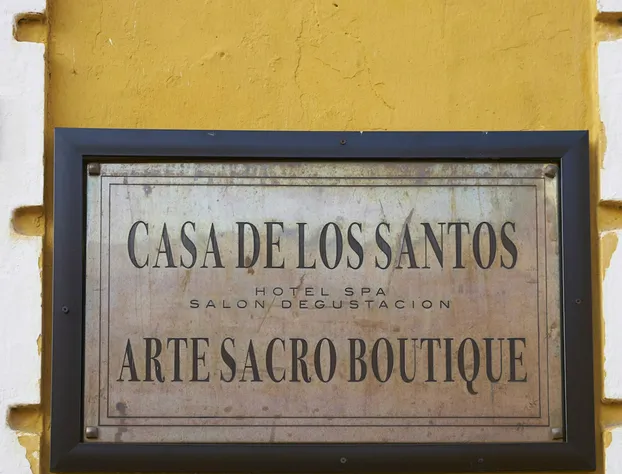 CASA DE LOS SANTOS
HOTEL SPA
SALON DEGUSTACION
ARTE SACRO BOUTIQUE